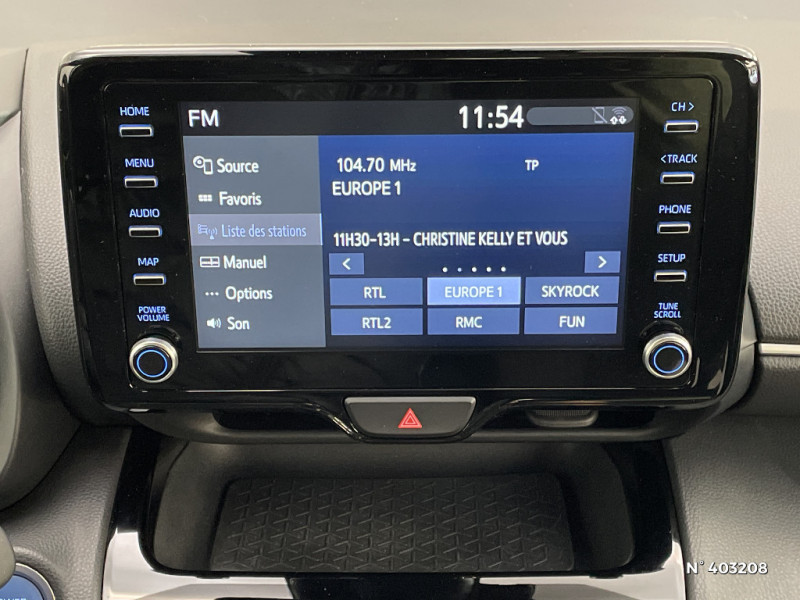 HOME
MENU
AUDIO
MAP
POWER
VOLUME
FM 11:54
Source
Favoris
Liste des stations
Manuel
Options
Son
104.70 MHz TP
EUROPE 1
11H30-13H - CHRISTINE KELLY ET VOUS
< >
RTL EUROPE 1 SKYROCK
RTL2 RMC FUN
CH >
< TRACK
PHONE
SETUP
TUNE
SCROLL
N° 403208